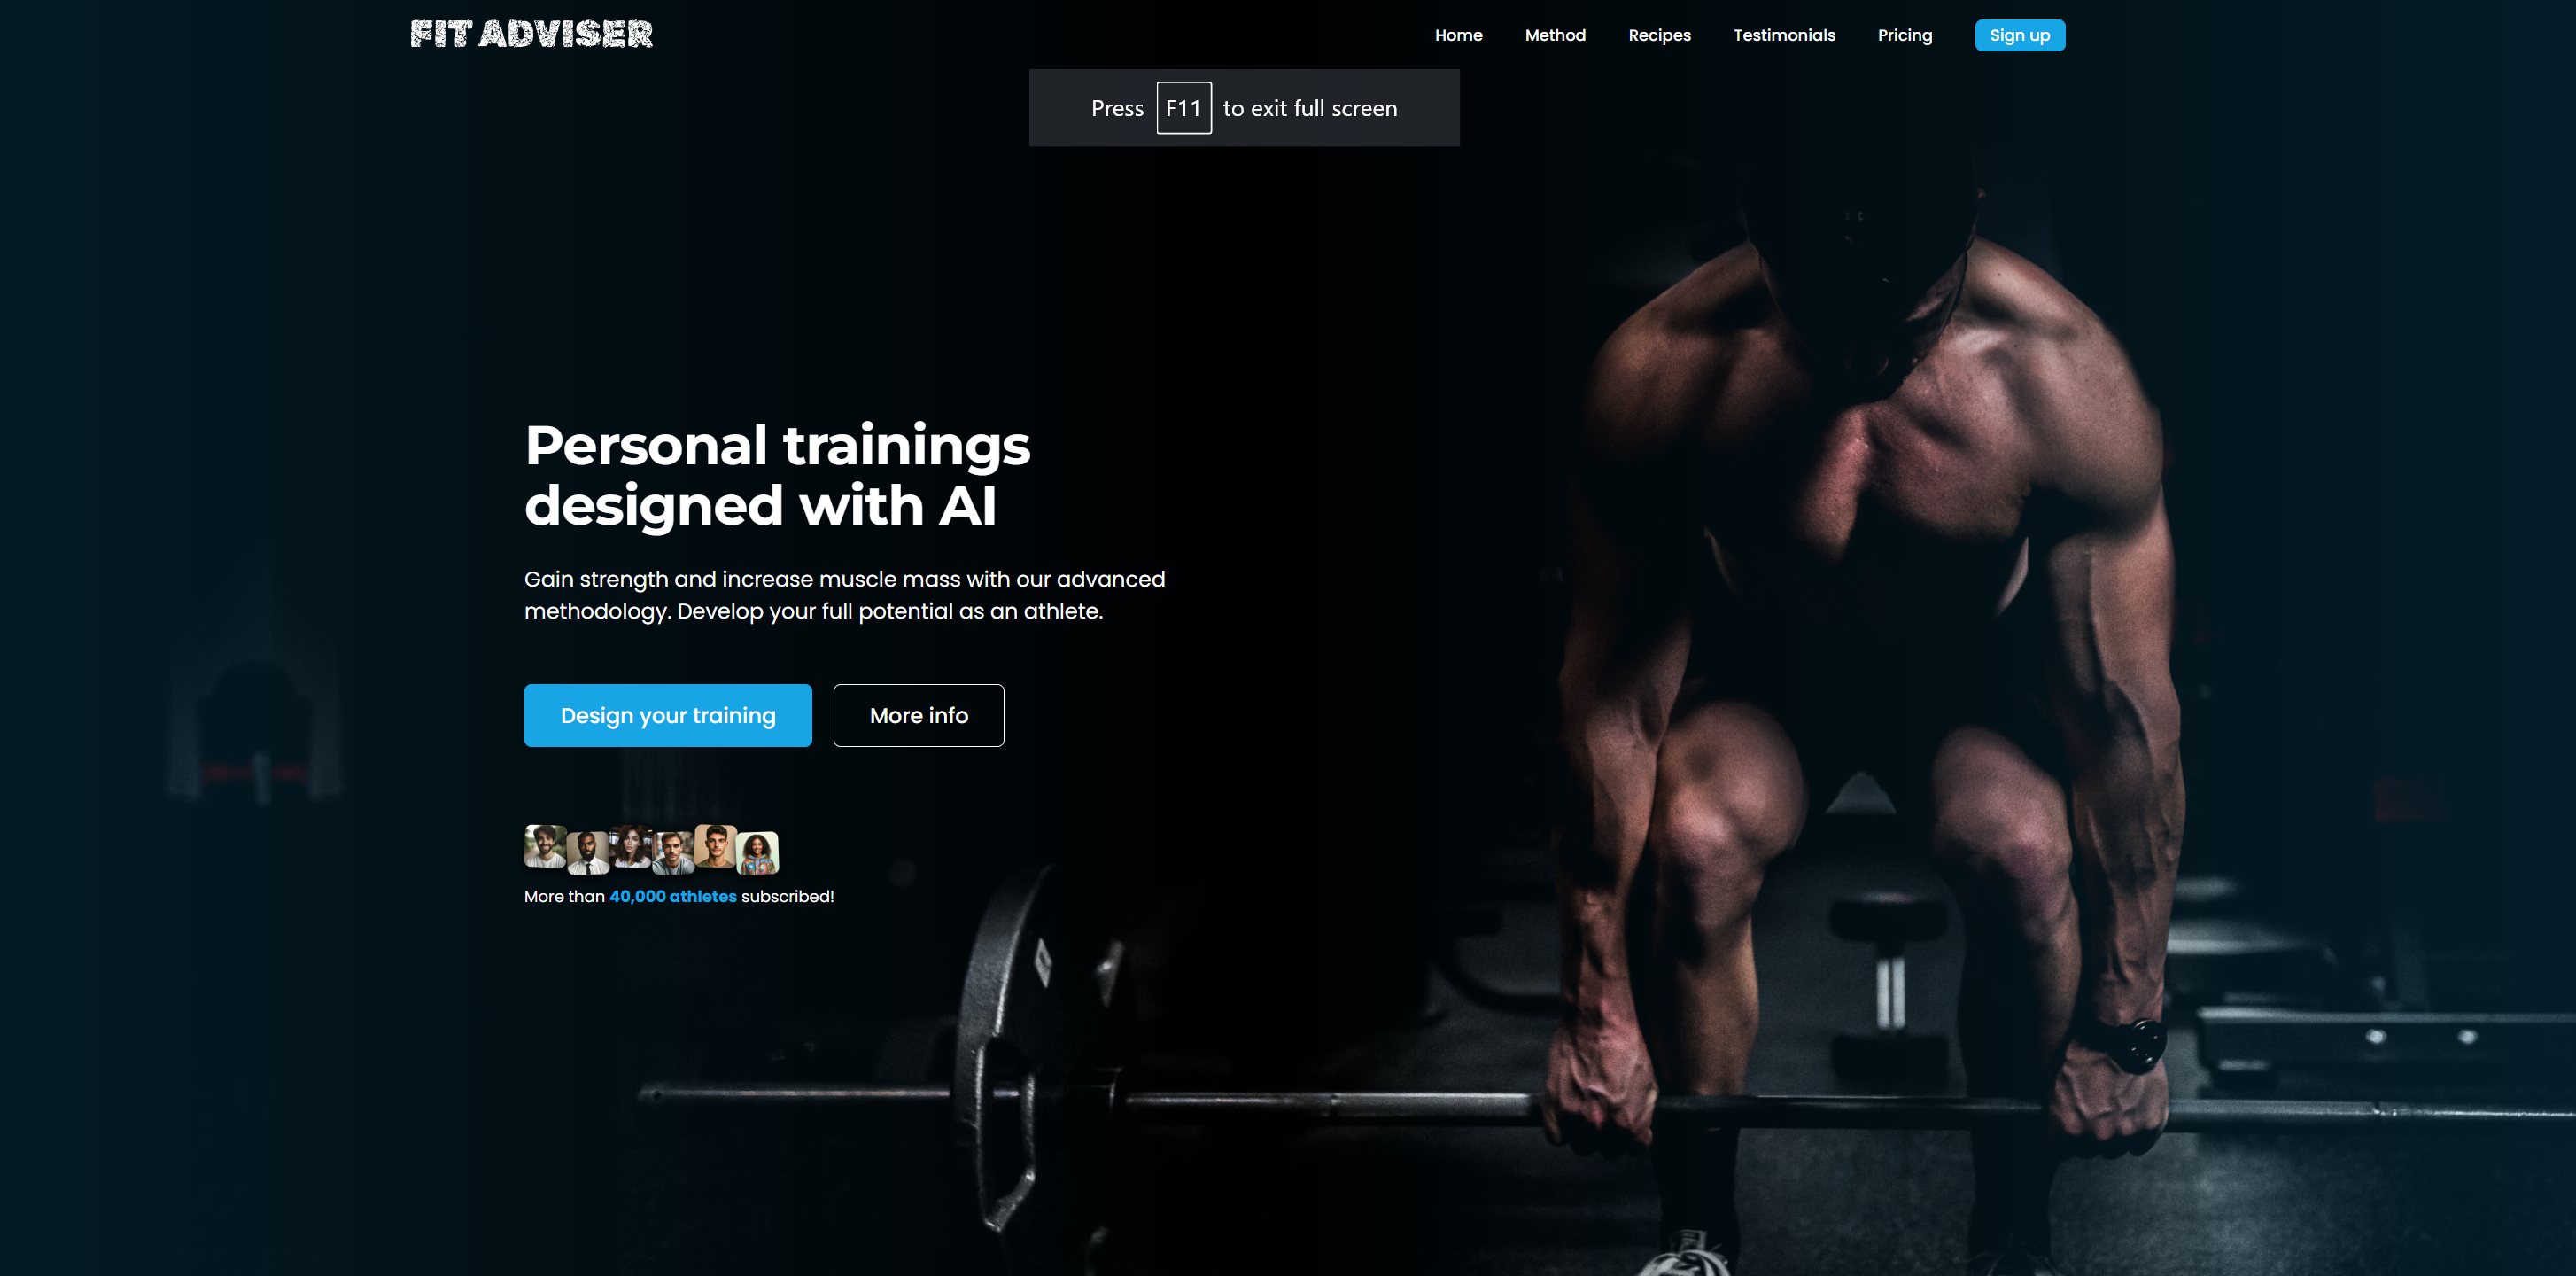 FIT ADVISER
Home Method Recipes Testimonials Pricing Sign up
Press F11 to exit full screen
Personal trainings
designed with AI
Gain strength and increase muscle mass with our advanced
methodology. Develop your full potential as an athlete.
Design your training More info
More than 40,000 athletes subscribed!